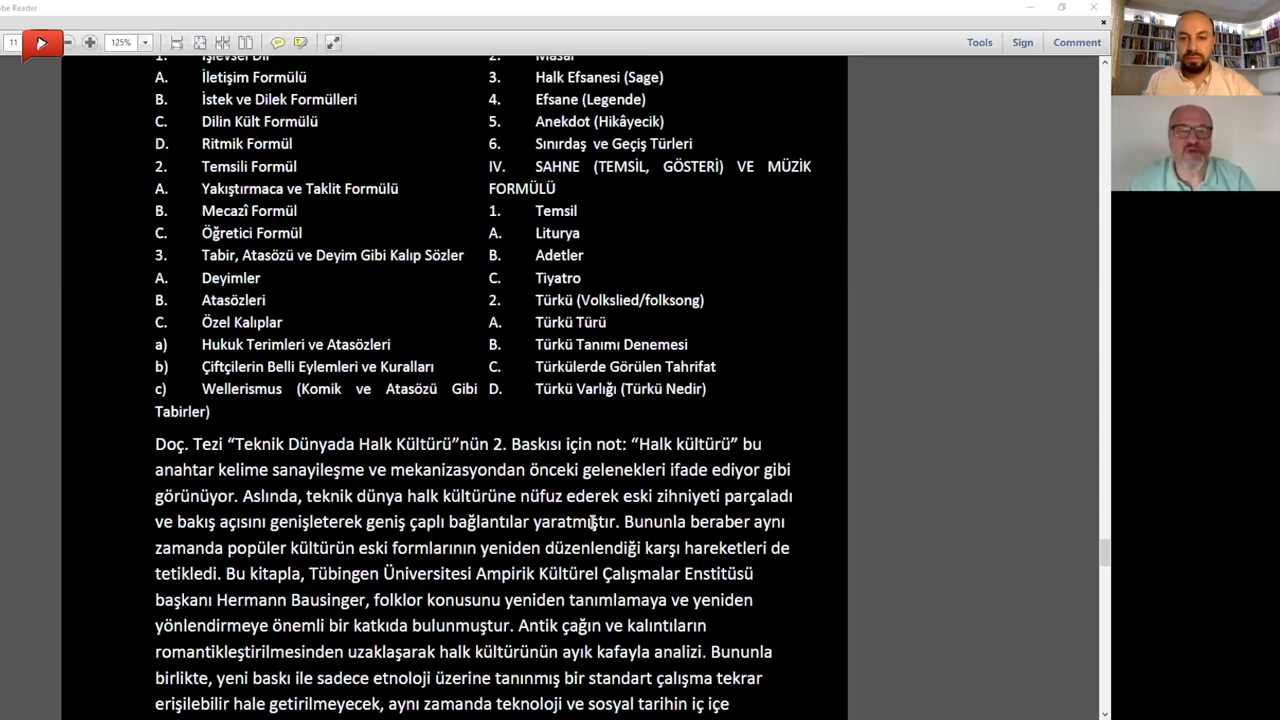 obe Reader
11
125%
Tools Sign Comment
1. İşlevsel Dil
A. İletişim Formülü
B. İstek ve Dilek Formülleri
C. Dilin Kült Formülü
D. Ritmik Formül
2. Temsili Formül
A. Yakıştırmaca ve Taklit Formülü
B. Mecazî Formül
C. Öğretici Formül
3. Tabir, Atasözü ve Deyim Gibi Kalıp Sözler
A. Deyimler
B. Atasözleri
C. Özel Kalıplar
a) Hukuk Terimleri ve Atasözleri
b) Çiftçilerin Belli Eylemleri ve Kuralları
c) Wellerismus (Komik ve Atasözü Gibi
Tabirler)
2. Masal
3. Halk Efsanesi (Sage)
4. Efsane (Legende)
5. Anekdot (Hikâyecik)
6. Sınırdaş ve Geçiş Türleri
IV. SAHNE (TEMSİL, GÖSTERİ) VE MÜZİK
FORMÜLÜ
1. Temsil
A. Liturya
B. Adetler
C. Tiyatro
2. Türkü (Volkslied/folksong)
A. Türkü Türü
B. Türkü Tanımı Denemesi
C. Türkülerde Görülen Tahrifat
D. Türkü Varlığı (Türkü Nedir)
Doç. Tezi “Teknik Dünyada Halk Kültürü”nün 2. Baskısı için not: “Halk kültürü” bu
anahtar kelime sanayileşme ve mekanizasyondan önceki gelenekleri ifade ediyor gibi
görünüyor. Aslında, teknik dünya halk kültürüne nüfuz ederek eski zihniyeti parçaladı
ve bakış açısını genişleterek geniş çaplı bağlantılar yaratmıştır. Bununla beraber aynı
zamanda popüler kültürün eski formlarının yeniden düzenlendiği karşı hareketleri de
tetikledi. Bu kitapla, Tübingen Üniversitesi Ampirik Kültürel Çalışmalar Enstitüsü
başkanı Hermann Bausinger, folklor konusunu yeniden tanımlamaya ve yeniden
yönlendirmeye önemli bir katkıda bulunmuştur. Antik çağın ve kalıntıların
romantikleştirilmesinden uzaklaşarak halk kültürünün ayık kafayla analizi. Bununla
birlikte, yeni baskı ile sadece etnoloji üzerine tanınmış bir standart çalışma tekrar
erişilebilir hale getirilmeyecek, aynı zamanda teknoloji ve sosyal tarihin iç içe